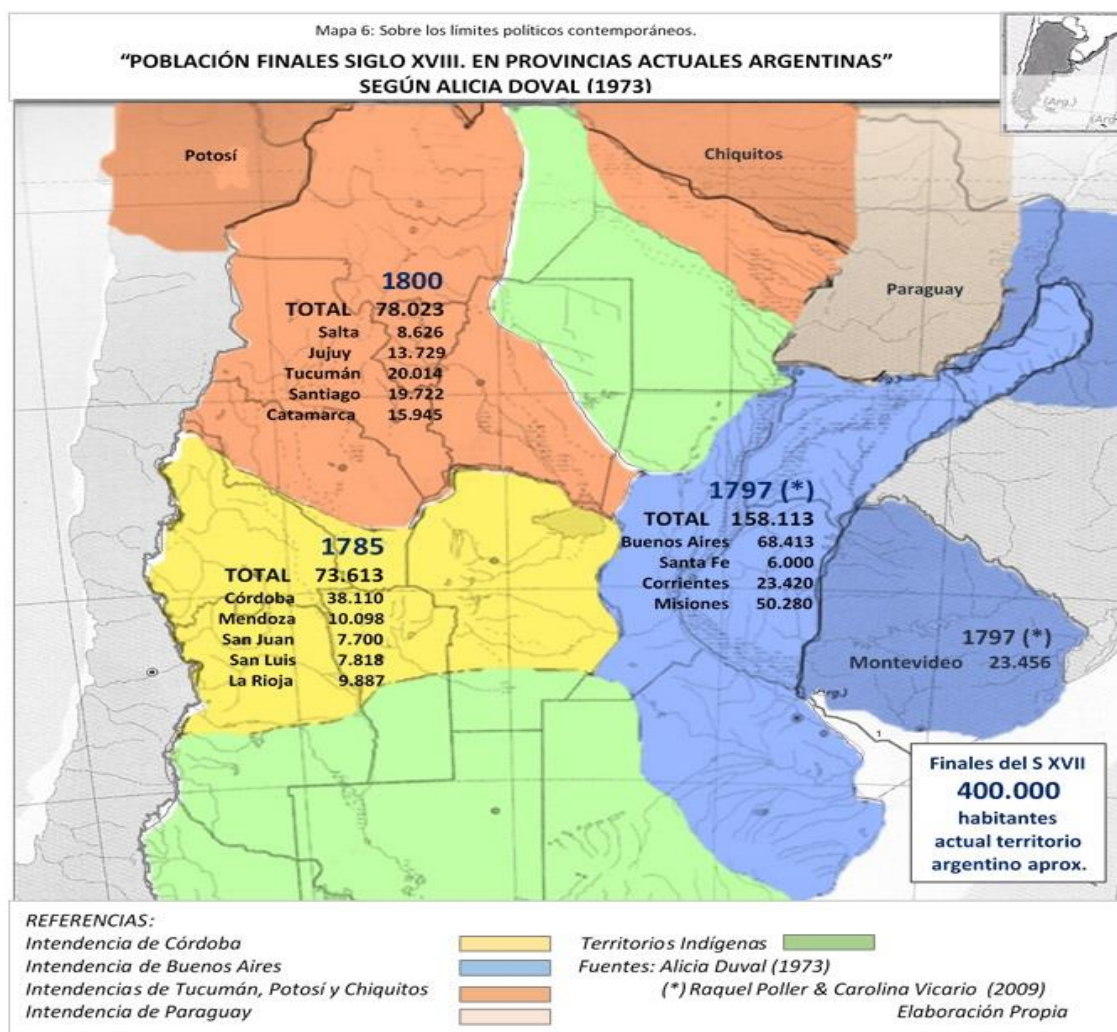 Mapa 6: Sobre los límites políticos contemporáneos.
“POBLACIÓN FINALES SIGLO XVIII. EN PROVINCIAS ACTUALES ARGENTINAS”
SEGÚN ALICIA DOVAL (1973)
(Arg.)
(Arg.)
Potosí
Chiquitos
Paraguay
1800
TOTAL 78.023
Salta 8.626
Jujuy 13.729
Tucumán 20.014
Santiago 19.722
Catamarca 15.945
1797 (*)
TOTAL 158.113
Buenos Aires 68.413
Santa Fe 6.000
Corrientes 23.420
Misiones 50.280
1785
TOTAL 73.613
Córdoba 38.110
Mendoza 10.098
San Juan 7.700
San Luis 7.818
La Rioja 9.887
1797 (*)
Montevideo 23.456
(Arg.)
1
Finales del S XVII
400.000
habitantes
actual territorio
argentino aprox.
REFERENCIAS:
Intendencia de Córdoba
Intendencia de Buenos Aires
Intendencias de Tucumán, Potosí y Chiquitos
Intendencia de Paraguay
Territorios Indígenas
Fuentes: Alicia Duval (1973)
(*) Raquel Poller & Carolina Vicario (2009)
Elaboración Propia